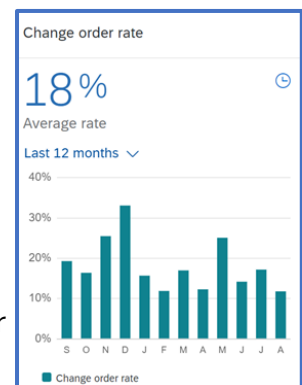 Change order rate
18%
Average rate
Last 12 months
40%
30%
20%
10%
0%
S O N D J F M A M J J A
Change order rate
r